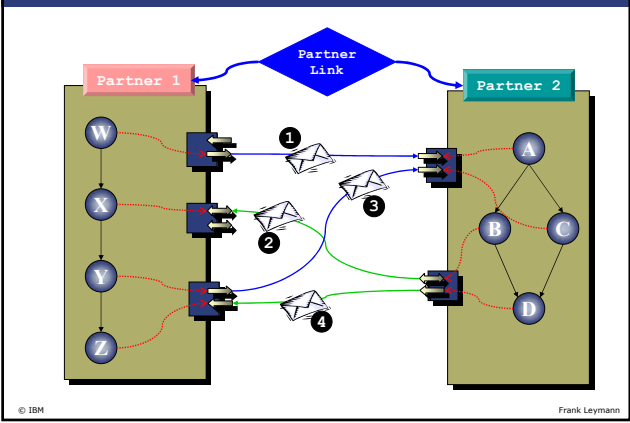 Partner
Link
Partner 1
Partner 2
W
1
A
X
3
2
B
C
Y
4
D
Z
© IBM
Frank Leymann